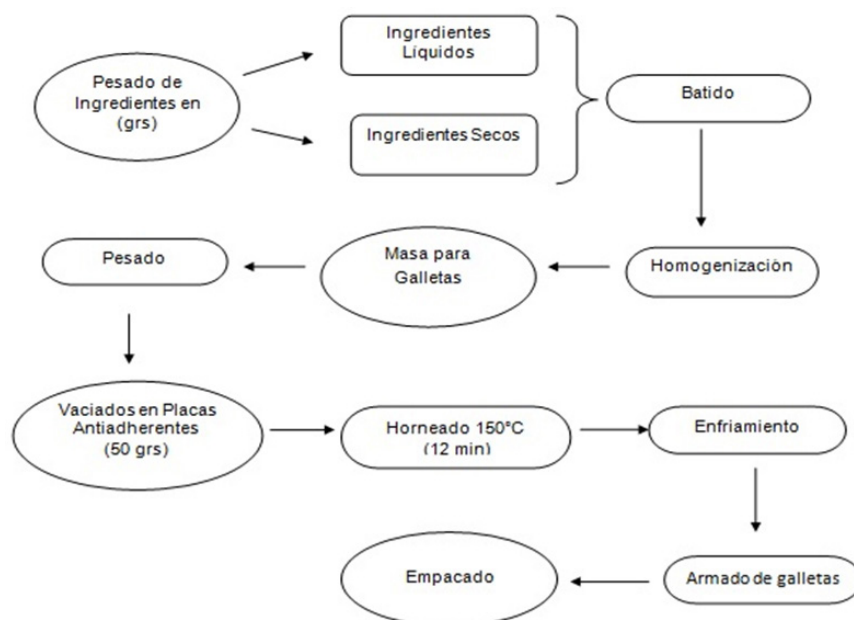 Pesado de
Ingredientes en
(grs)
Ingredientes
Líquidos
Ingredientes Secos
Batido
Homogenizaciòn
Masa para
Galletas
Pesado
Vaciados en Placas
Antiadherentes
(50 grs)
Horneado 150°C
(12 min)
Enfriamiento
Armado de galletas
Empacado